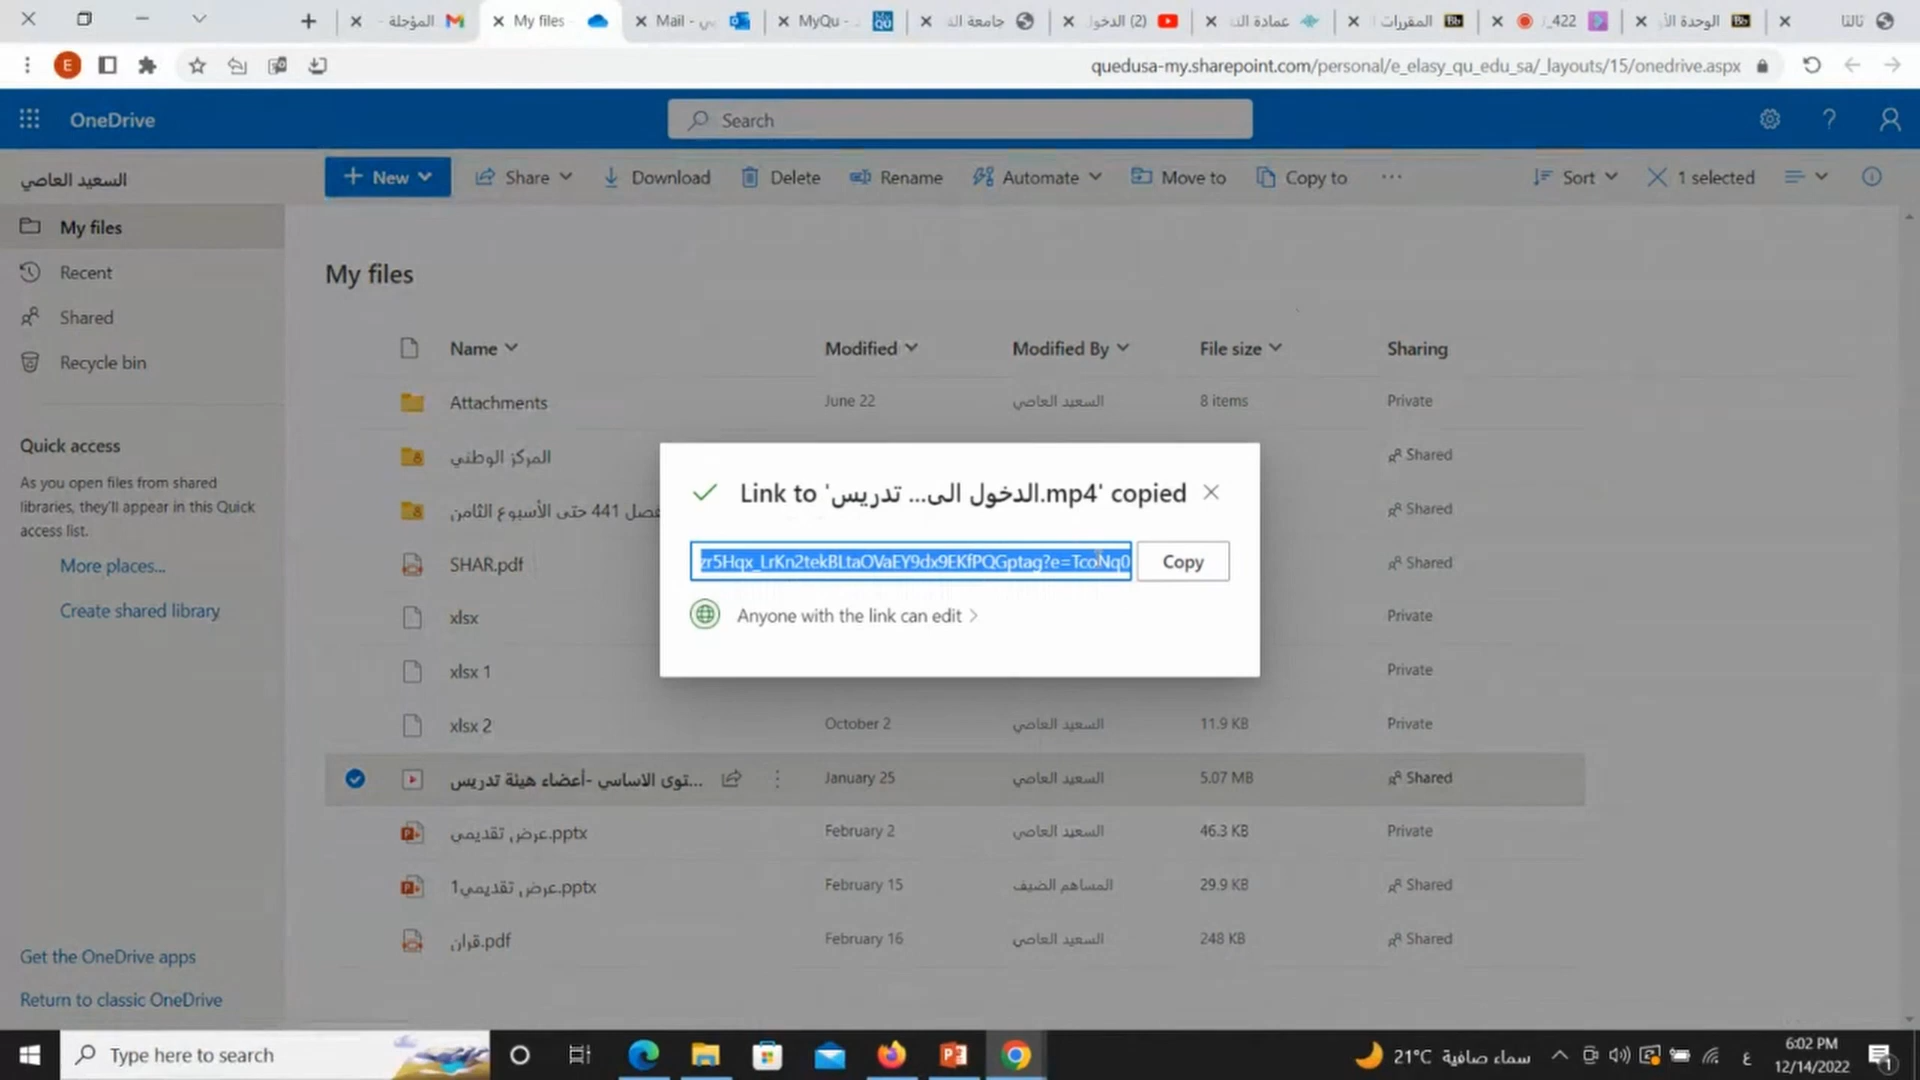 المؤجلة -
My files
Mail -
MyQu -
جامعة الق
(2) الدخول
عمادة الت
المقررات
_422
الوحدة الأ
quedusa-my.sharepoint.com/personal/e_elasy_qu_edu_sa/_layouts/15/onedrive.aspx
E
OneDrive
Search
السعيد العاصي
New
Share
Download
Delete
Rename
Automate
Move to
Copy to
Sort
1 selected
My files
Recent
Shared
Recycle bin
Quick access
As you open files from shared
libraries, they'll appear in this Quick
access list.
More places...
Create shared library
Get the OneDrive apps
Return to classic OneDrive
My files
Name Modified Modified By File size Sharing
Attachments June 22 السعيد العاصي 8 items Private
المركز الوطني Shared
فصل 441 حتى الأسبوع الثامن Shared
SHAR.pdf Shared
xlsx Private
xlsx 1 Private
xlsx 2 October 2 السعيد العاصي 11.9 KB Private
...توى الاساسي -أعضاء هيئة تدريس January 25 السعيد العاصي 5.07 MB Shared
عرض تقديمي.pptx February 2 السعيد العاصي 46.3 KB Private
عرض تقديمي1.pptx February 15 المساهم الضيف 29.9 KB Shared
قران.pdf February 16 السعيد العاصي 248 KB Shared
Link to 'الدخول الى... تدريس.mp4' copied
zr5Hqx_LrKn2tekBLtaOVaEY9dx9EKfPQGptag?e=TcoNq0
Copy
Anyone with the link can edit
Type here to search
21°C سماء صافية
ع
6:02 PM
12/14/2022
1